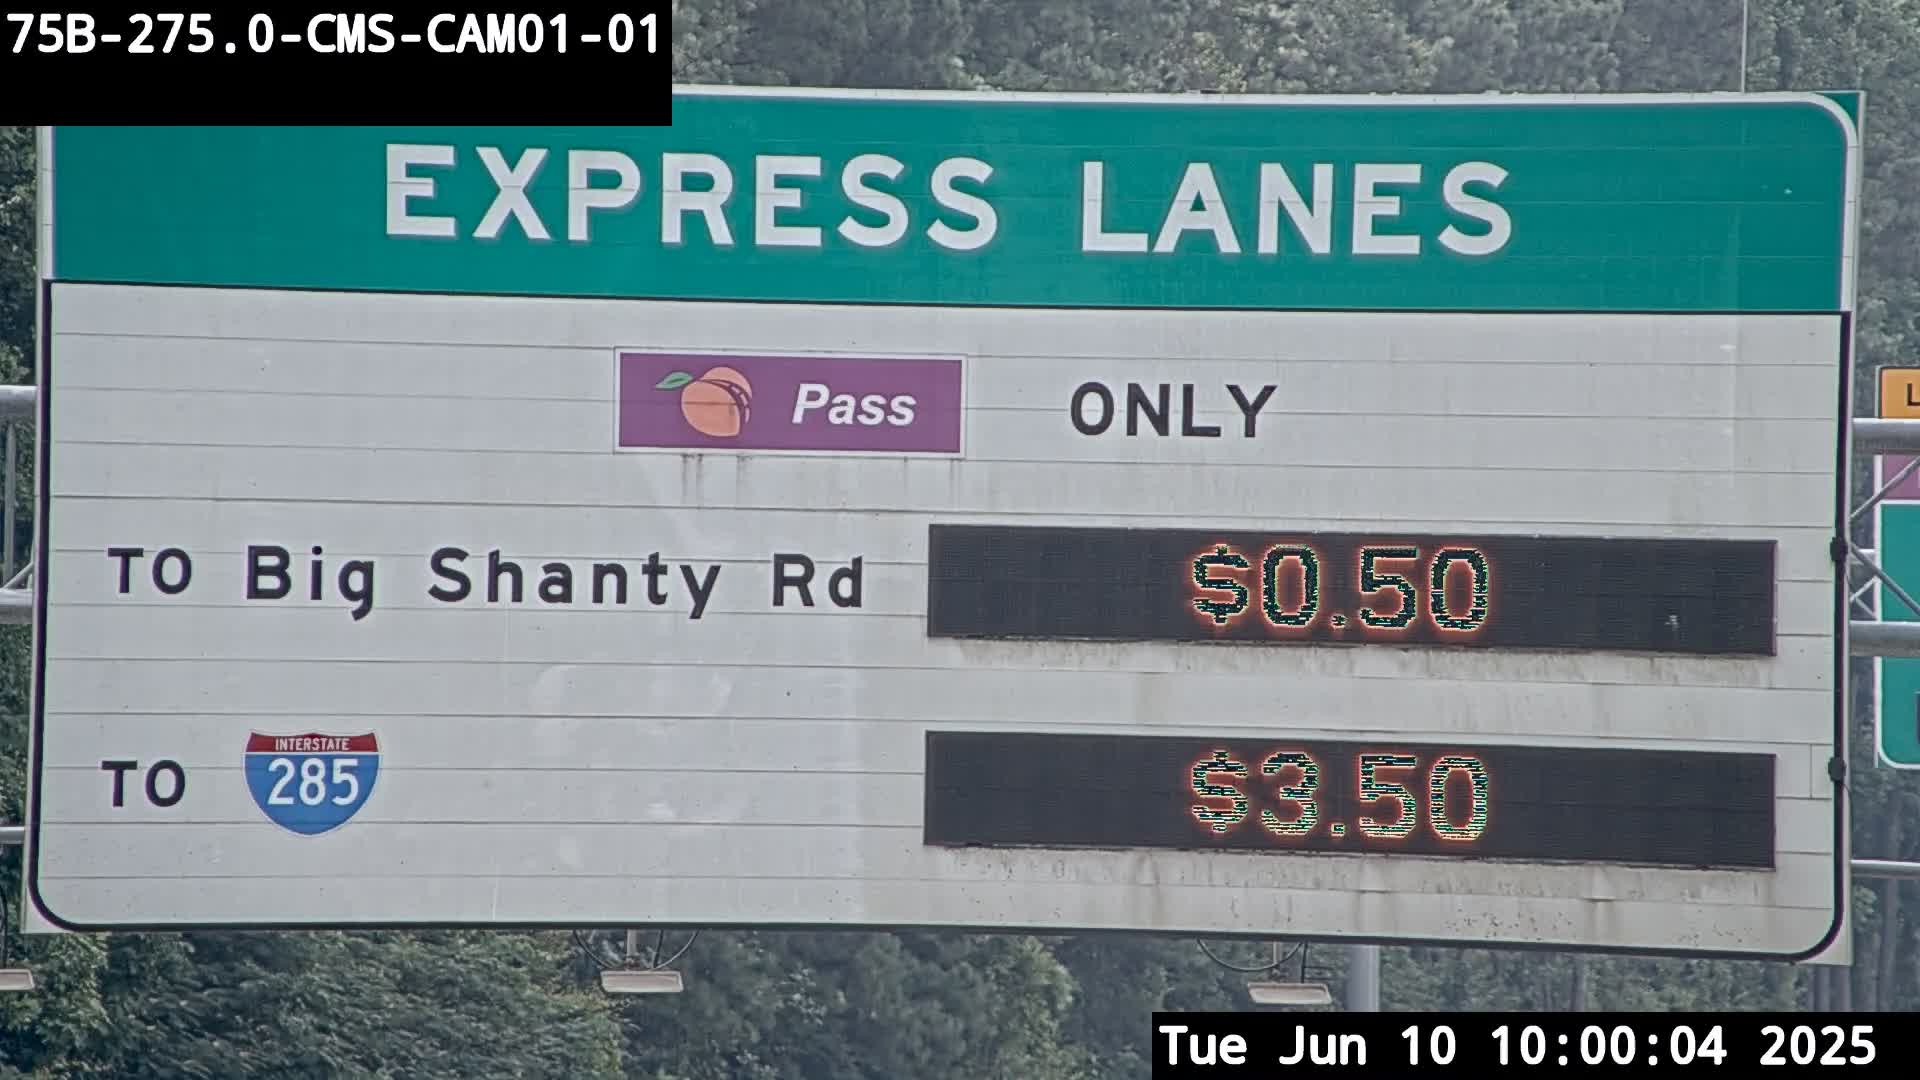 75B-275.0-CMS-CAM01-01
EXPRESS LANES
Pass ONLY
TO Big Shanty Rd $0.50
TO INTERSTATE 285 $3.50
Tue Jun 10 10:00:04 2025